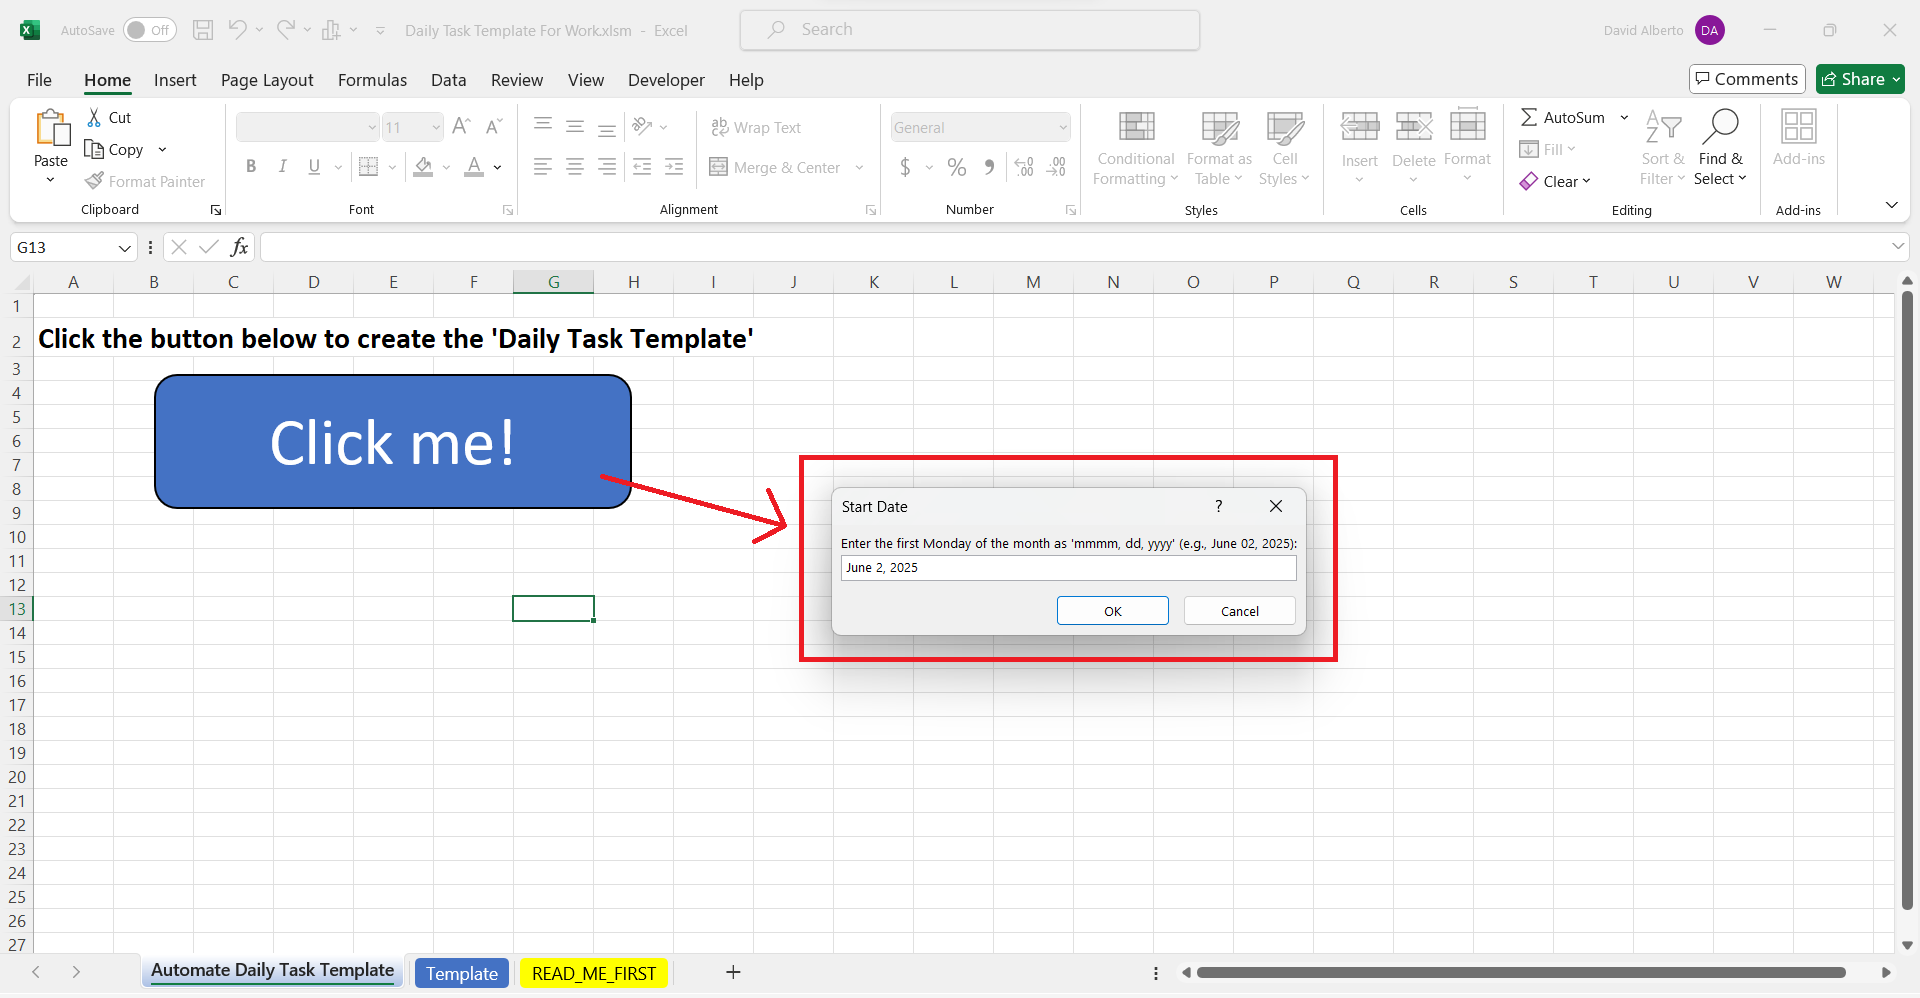 AutoSave Off Daily Task Template For Work.xlsm - Excel Search David Alberto DA
File Home Insert Page Layout Formulas Data Review View Developer Help Comments Share
Paste
Cut
Copy
Format Painter
Clipboard
11
B I U
Font
Wrap Text
Merge & Center
Alignment
General
$ % 9
Number
Conditional Formatting
Format as Table
Cell Styles
Styles
Insert Delete Format
Cells
AutoSum
Fill
Clear
Sort & Filter
Find & Select
Editing
Add-ins
Add-ins
G13 fx
A B C D E F G H I J K L M N O P Q R S T U V W
1
2 Click the button below to create the 'Daily Task Template'
3
4
5
6 Click me!
7
8
9 Start Date ?
10
11 Enter the first Monday of the month as 'mmmm, dd, yyyy' (e.g., June 02, 2025):
12 June 2, 2025
13 OK Cancel
14
15
16
17
18
19
20
21
22
23
24
25
26
27
Automate Daily Task Template Template READ_ME_FIRST